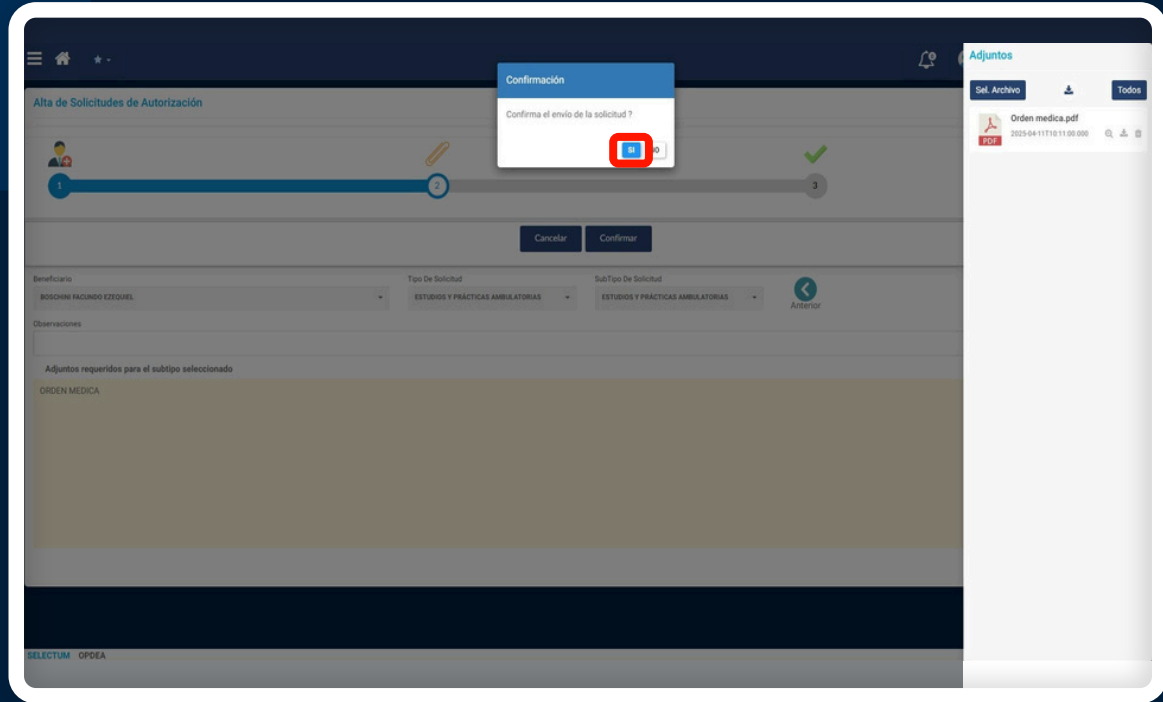 Adjuntos
Confirmación
Sel. Archivo
Todos
Alta de Solicitudes de Autorización
Confirma el envío de la solicitud ?
Orden medica.pdf
PDF
2025-04-11T10:11:00.000
SI
1
2
3
Cancelar
Confirmar
Beneficiario
Tipo De Solicitud
SubTipo De Solicitud
BOSCHINI FACUNDO EZEQUIEL
ESTUDIOS Y PRÁCTICAS AMBULATORIAS
ESTUDIOS Y PRÁCTICAS AMBULATORIAS
Anterior
Observaciones
Adjuntos requeridos para el subtipo seleccionado
ORDEN MEDICA
SELECTUM OPDEA